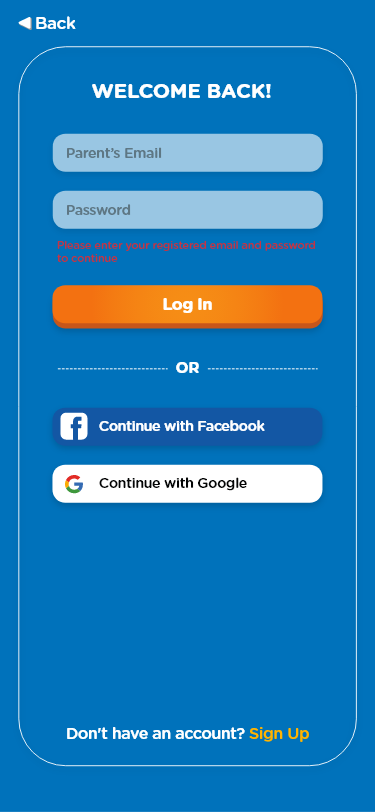 Back
WELCOME BACK!
Parent's Email
Password
Please enter your registered email and password
to continue.
Log In
OR
Continue with Facebook
Continue with Google
Don't have an account? Sign Up